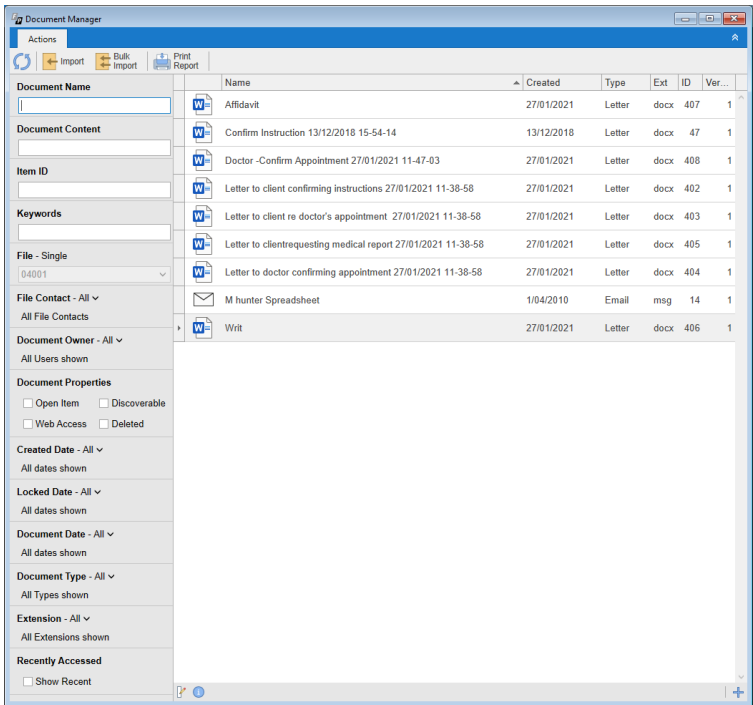 Document Manager
Actions
Import
Bulk Import
Print Report
Document Name
Document Content
Item ID
Keywords
File - Single
04001
File Contact - All
All File Contacts
Document Owner - All
All Users shown
Document Properties
Open Item Discoverable
Web Access Deleted
Created Date - All
All dates shown
Locked Date - All
All dates shown
Document Date - All
All dates shown
Document Type - All
All Types shown
Extension - All
All Extensions shown
Recently Accessed
Show Recent
Name Created Type Ext ID Ver...
Affidavit 27/01/2021 Letter docx 407 1
Confirm Instruction 13/12/2018 15-54-14 13/12/2018 Letter docx 47 1
Doctor -Confirm Appointment 27/01/2021 11-47-03 27/01/2021 Letter docx 408 1
Letter to client confirming instructions 27/01/2021 11-38-58 27/01/2021 Letter docx 402 1
Letter to client re doctor's appointment 27/01/2021 11-38-58 27/01/2021 Letter docx 403 1
Letter to clientrequesting medical report 27/01/2021 11-38-58 27/01/2021 Letter docx 405 1
Letter to doctor confirming appointment 27/01/2021 11-38-58 27/01/2021 Letter docx 404 1
M hunter Spreadsheet 1/04/2010 Email msg 14 1
Writ 27/01/2021 Letter docx 406 1